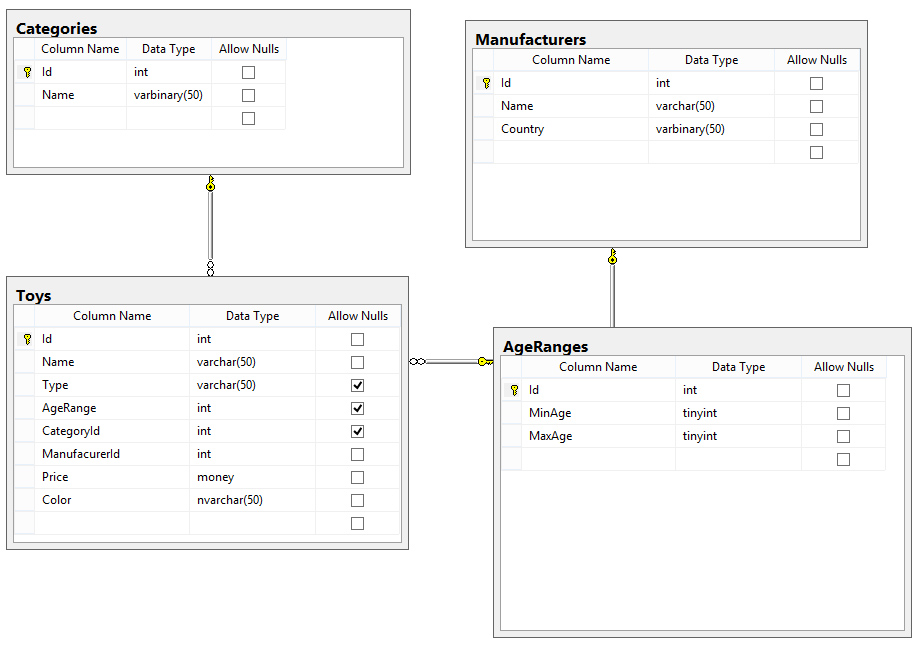 Categories
Column Name Data Type Allow Nulls
Id int
Name varbinary(50)
Manufacturers
Column Name Data Type Allow Nulls
Id int
Name varchar(50)
Country varbinary(50)
Toys
Column Name Data Type Allow Nulls
Id int
Name varchar(50)
Type varchar(50)
AgeRange int
CategoryId int
ManufacurerId int
Price money
Color nvarchar(50)
AgeRanges
Column Name Data Type Allow Nulls
Id int
MinAge tinyint
MaxAge tinyint